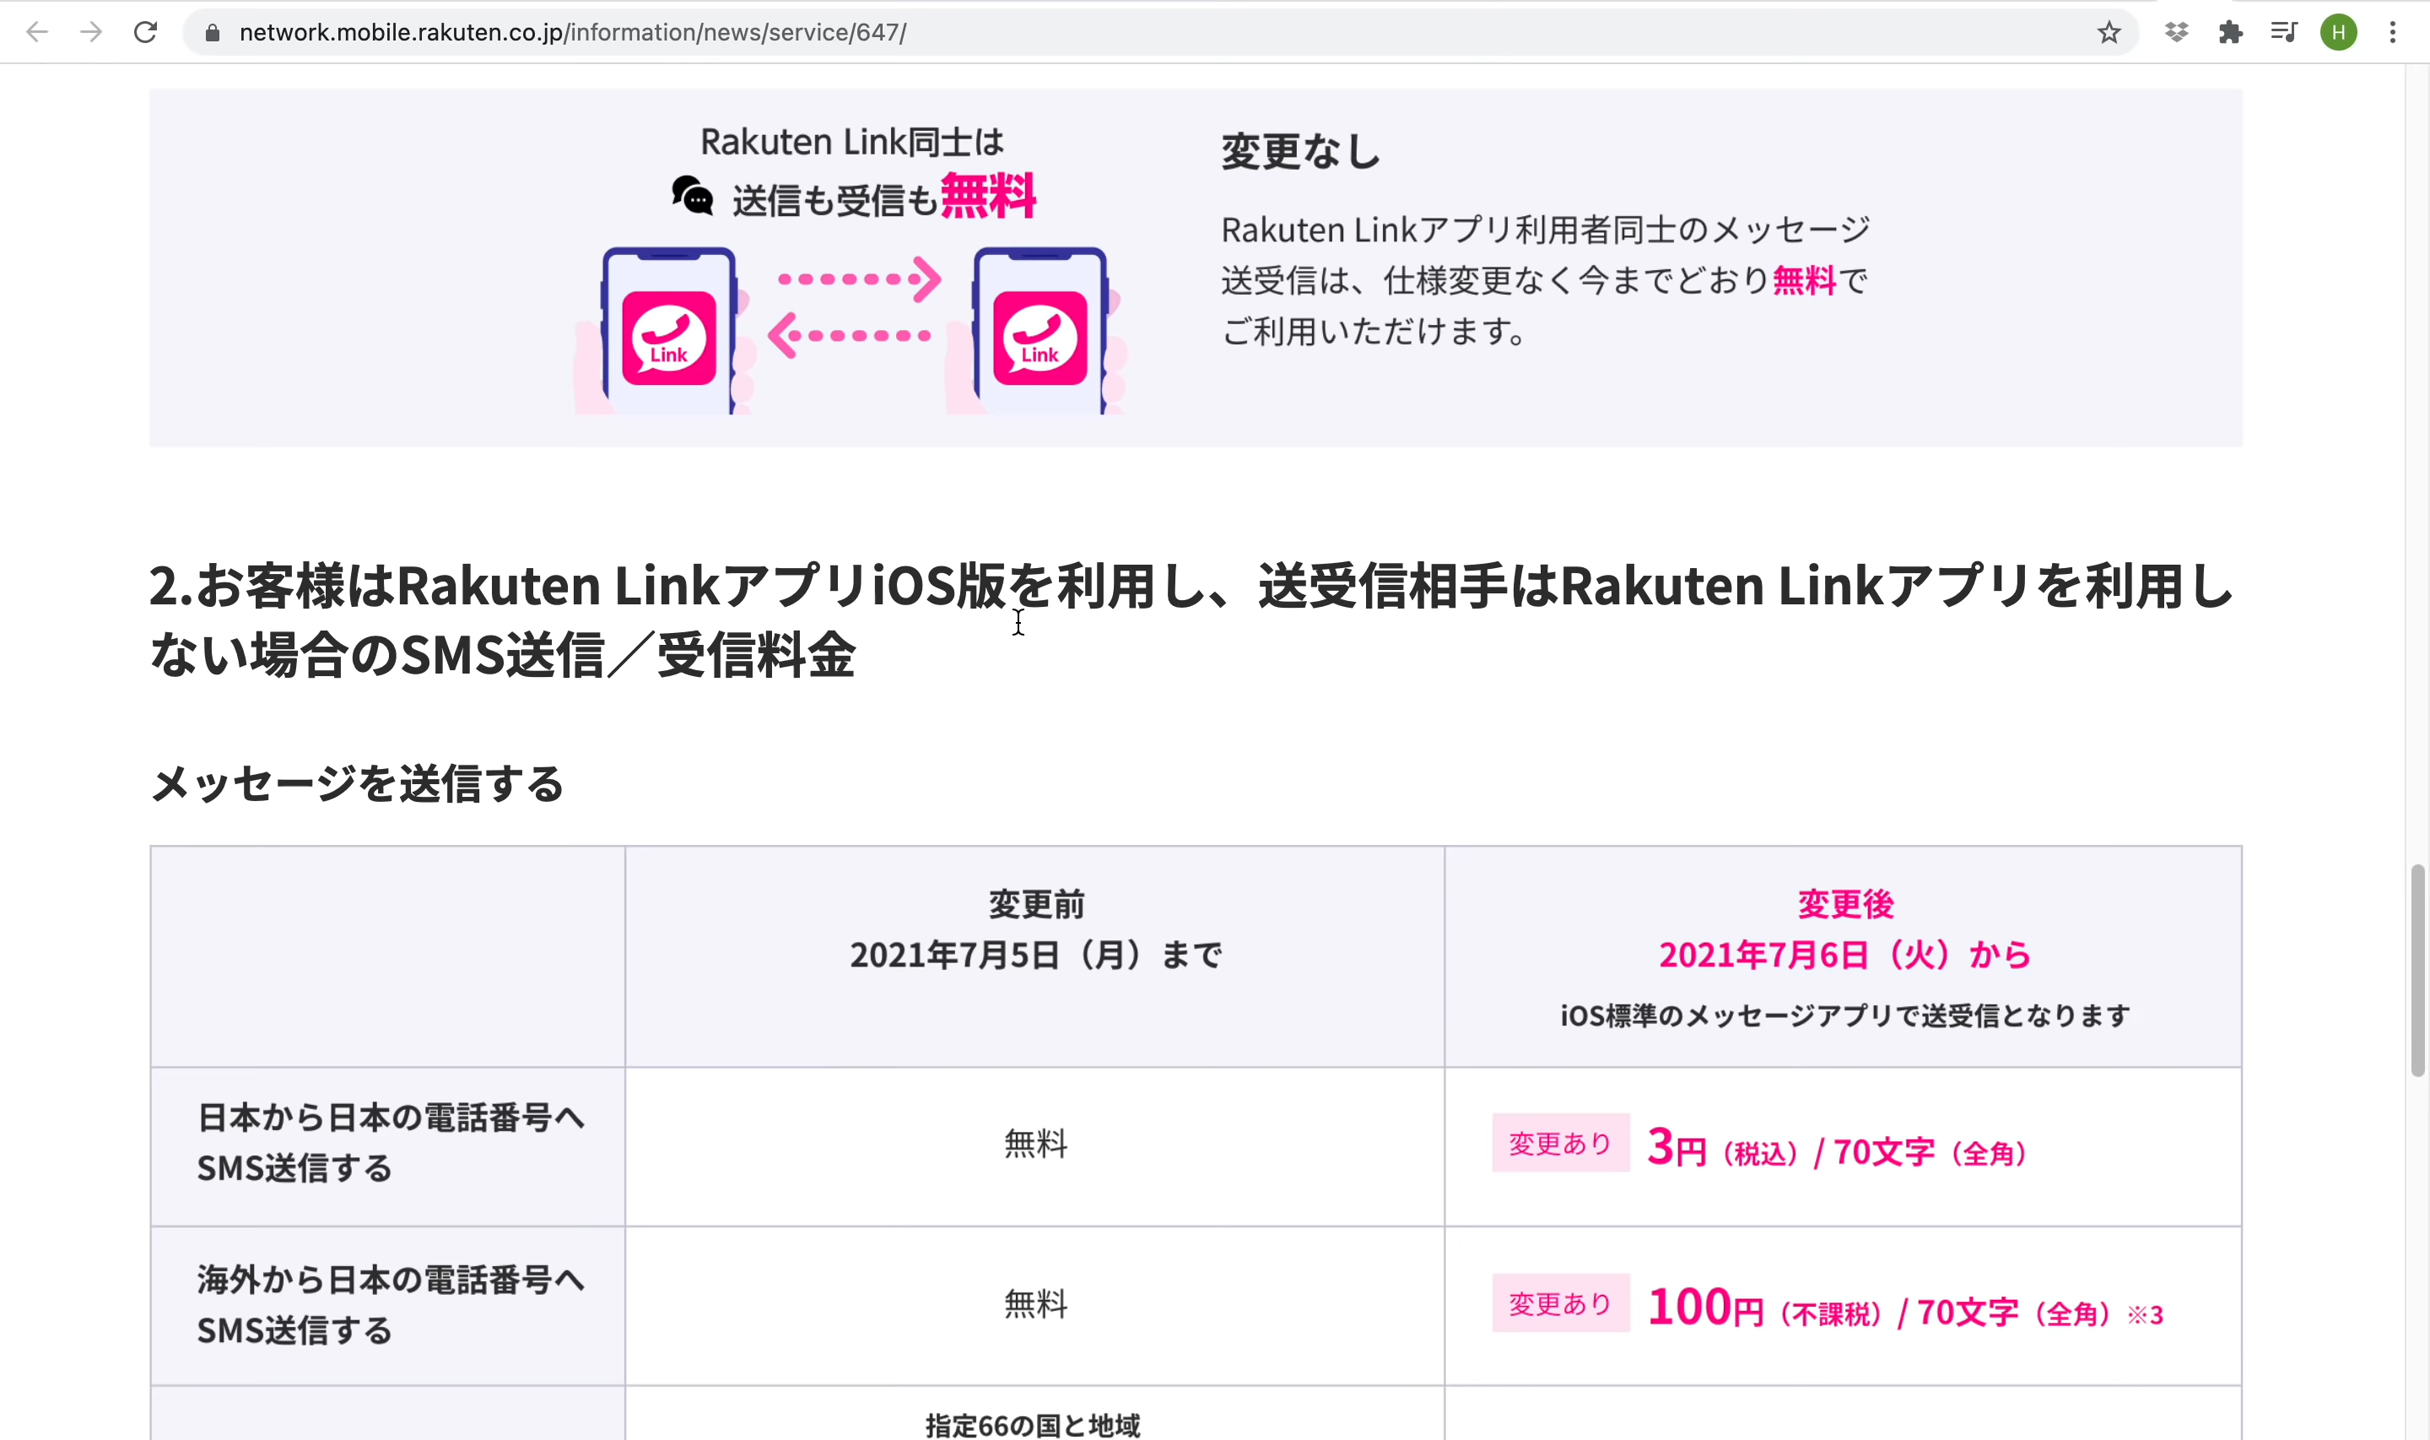 network.mobile.rakuten.co.jp/information/news/service/647/
H
Rakuten Link同士は
送信も受信も無料
Link
Link
変更なし
Rakuten Linkアプリ利用者同士のメッセージ
送受信は、仕様変更なく今までどおり無料で
ご利用いただけます。
2.お客様はRakuten LinkアプリiOS版を利用し、送受信相手はRakuten Linkアプリを利用し
ない場合のSMS送信／受信料金
メッセージを送信する
変更前
2021年7月5日（月）まで
変更後
2021年7月6日（火）から
iOS標準のメッセージアプリで送受信となります
日本から日本の電話番号へ
SMS送信する
無料
変更あり 3円（税込）/ 70文字（全角）
海外から日本の電話番号へ
SMS送信する
無料
変更あり 100円（不課税）/ 70文字（全角）※3
指定66の国と地域